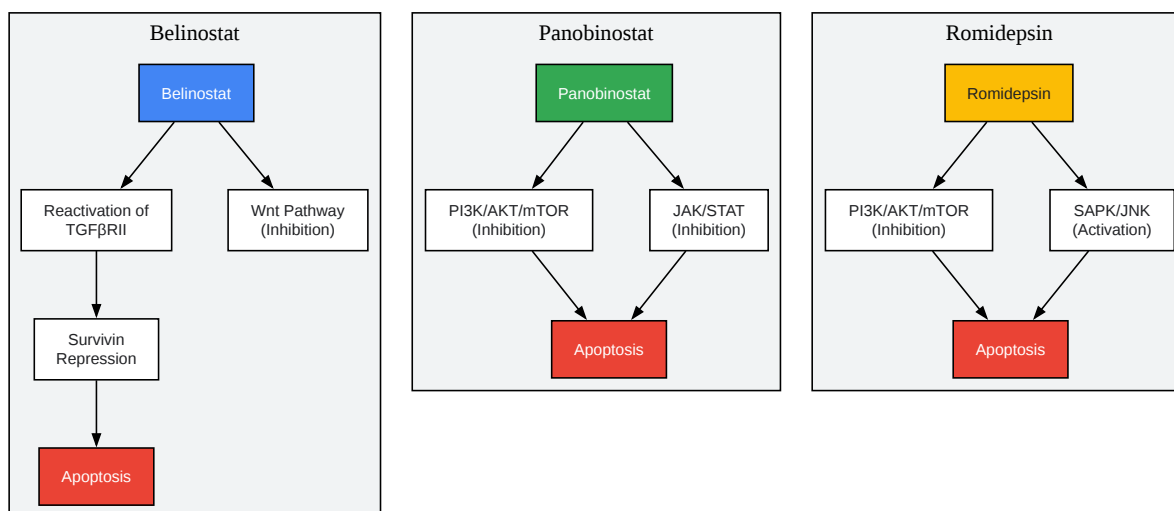 Belinostat
Belinostat
Reactivation of
TGFβRII
Wnt Pathway
(Inhibition)
Survivin
Repression
Apoptosis
Panobinostat
Panobinostat
PI3K/AKT/mTOR
(Inhibition)
JAK/STAT
(Inhibition)
Apoptosis
Romidepsin
Romidepsin
PI3K/AKT/mTOR
(Inhibition)
SAPK/JNK
(Activation)
Apoptosis